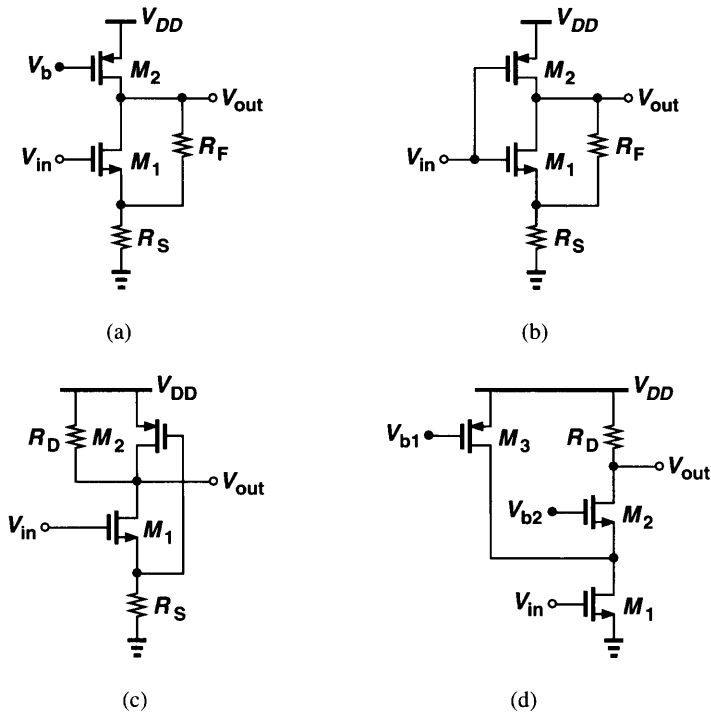 VDD
Vb
M2
Vout
Vin
M1
RF
RS
(a)
VDD
M2
Vout
Vin
M1
RF
RS
(b)
VDD
RD
M2
Vout
Vin
M1
RS
(c)
VDD
Vb1
M3
RD
Vout
Vb2
M2
Vin
M1
(d)